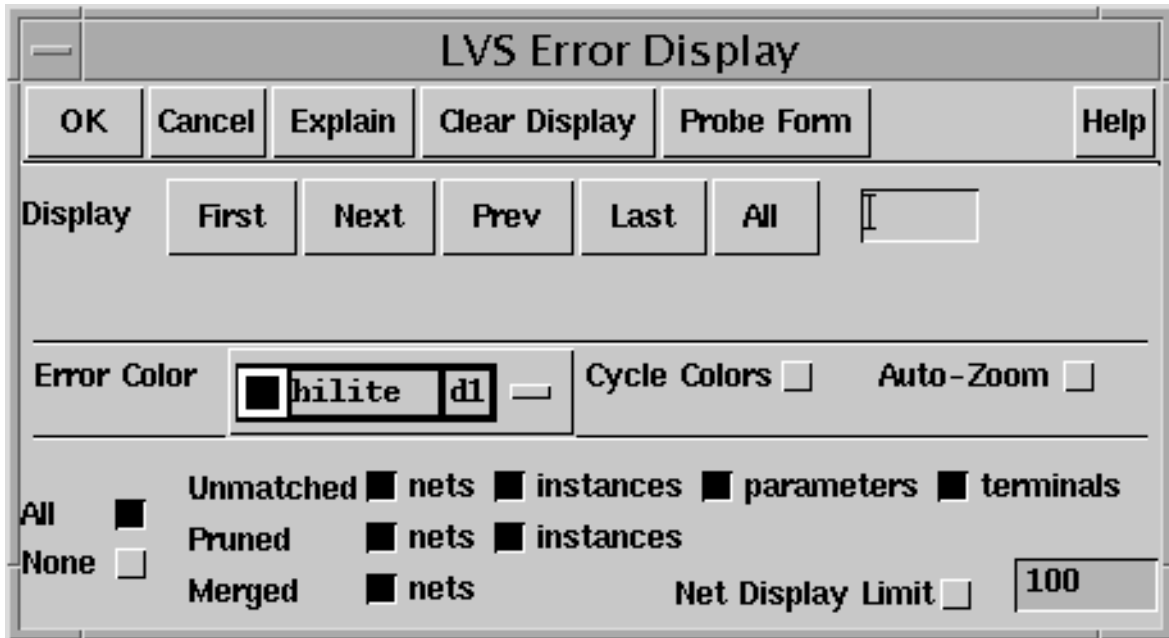 LVS Error Display
OK Cancel Explain Clear Display Probe Form Help
Display First Next Prev Last All
Error Color hilite d1 Cycle Colors Auto-Zoom
Unmatched nets instances parameters terminals
All
Pruned nets instances
None
Merged nets Net Display Limit 100